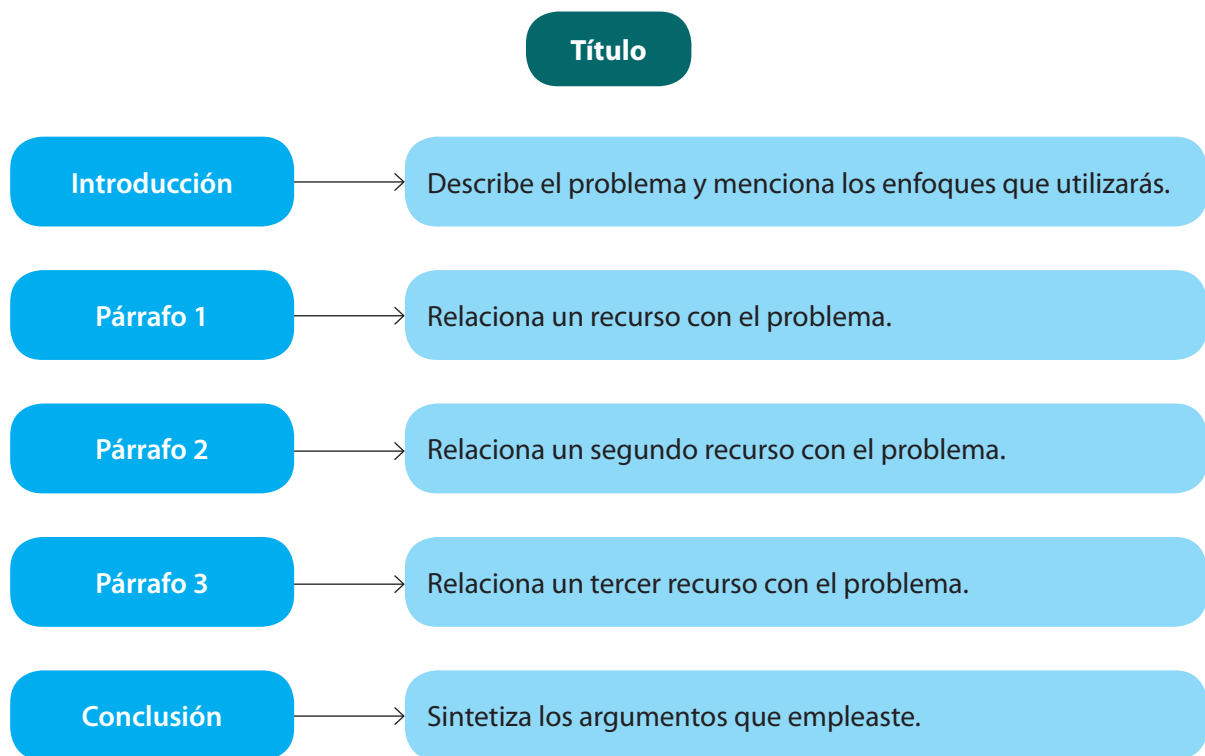 Título
Introducción
Describe el problema y menciona los enfoques que utilizarás.
Párrafo 1
Relaciona un recurso con el problema.
Párrafo 2
Relaciona un segundo recurso con el problema.
Párrafo 3
Relaciona un tercer recurso con el problema.
Conclusión
Sintetiza los argumentos que empleaste.